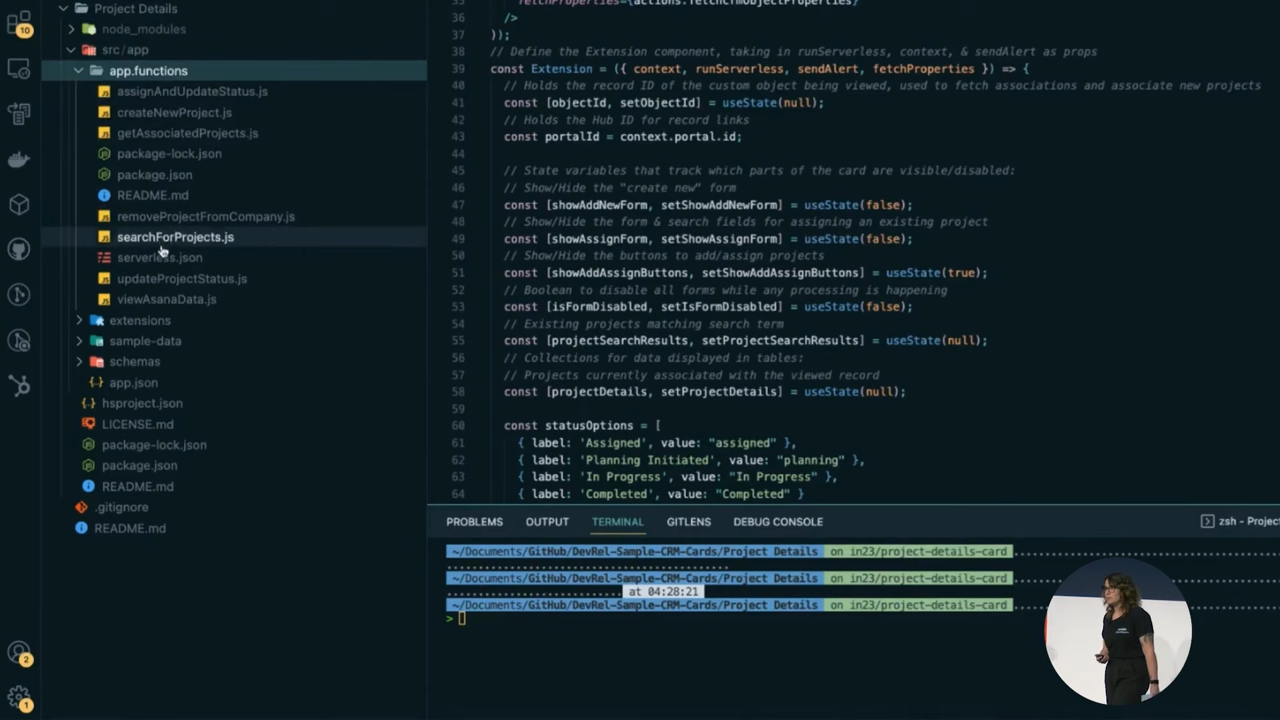 Project Details
node_modules
src/app
app.functions
assignAndUpdateStatus.js
createNewProject.js
getAssociatedProjects.js
package-lock.json
package.json
README.md
removeProjectFromCompany.js
searchForProjects.js
serverless.json
updateProjectStatus.js
viewAsanaData.js
extensions
sample-data
schemas
app.json
hsproject.json
LICENSE.md
package-lock.json
package.json
README.md
.gitignore
README.md
10
2
1
35 fetchProperties={actions.fetchCrmObjectProperties}
36 />
37 ));
38 // Define the Extension component, taking in runServerless, context, & sendAlert as props
39 const Extension = ({ context, runServerless, sendAlert, fetchProperties }) => {
40 // Holds the record ID of the custom object being viewed, used to fetch associations and associate new projects
41 const [objectId, setObjectId] = useState(null);
42 // Holds the Hub ID for record links
43 const portalId = context.portal.id;
44
45 // State variables that track which parts of the card are visible/disabled:
46 // Show/Hide the "create new" form
47 const [showAddNewForm, setShowAddNewForm] = useState(false);
48 // Show/Hide the form & search fields for assigning an existing project
49 const [showAssignForm, setShowAssignForm] = useState(false);
50 // Show/Hide the buttons to add/assign projects
51 const [showAddAssignButtons, setShowAddAssignButtons] = useState(true);
52 // Boolean to disable all forms while any processing is happening
53 const [isFormDisabled, setIsFormDisabled] = useState(false);
54 // Existing projects matching search term
55 const [projectSearchResults, setProjectSearchResults] = useState(null);
56 // Collections for data displayed in tables:
57 // Projects currently associated with the viewed record
58 const [projectDetails, setProjectDetails] = useState(null);
59
60 const statusOptions = [
61 { label: 'Assigned', value: "assigned" },
62 { label: 'Planning Initiated', value: "planning" },
63 { label: 'In Progress', value: "In Progress" },
64 { label: 'Completed', value: "Completed" }
PROBLEMS OUTPUT TERMINAL GITLENS DEBUG CONSOLE zsh - Projec
~/Documents/GitHub/DevRel-Sample-CRM-Cards/Project Details on in23/project-details-card
~/Documents/GitHub/DevRel-Sample-CRM-Cards/Project Details on in23/project-details-card
at 04:28:21
~/Documents/GitHub/DevRel-Sample-CRM-Cards/Project Details on in23/project-details-card
>